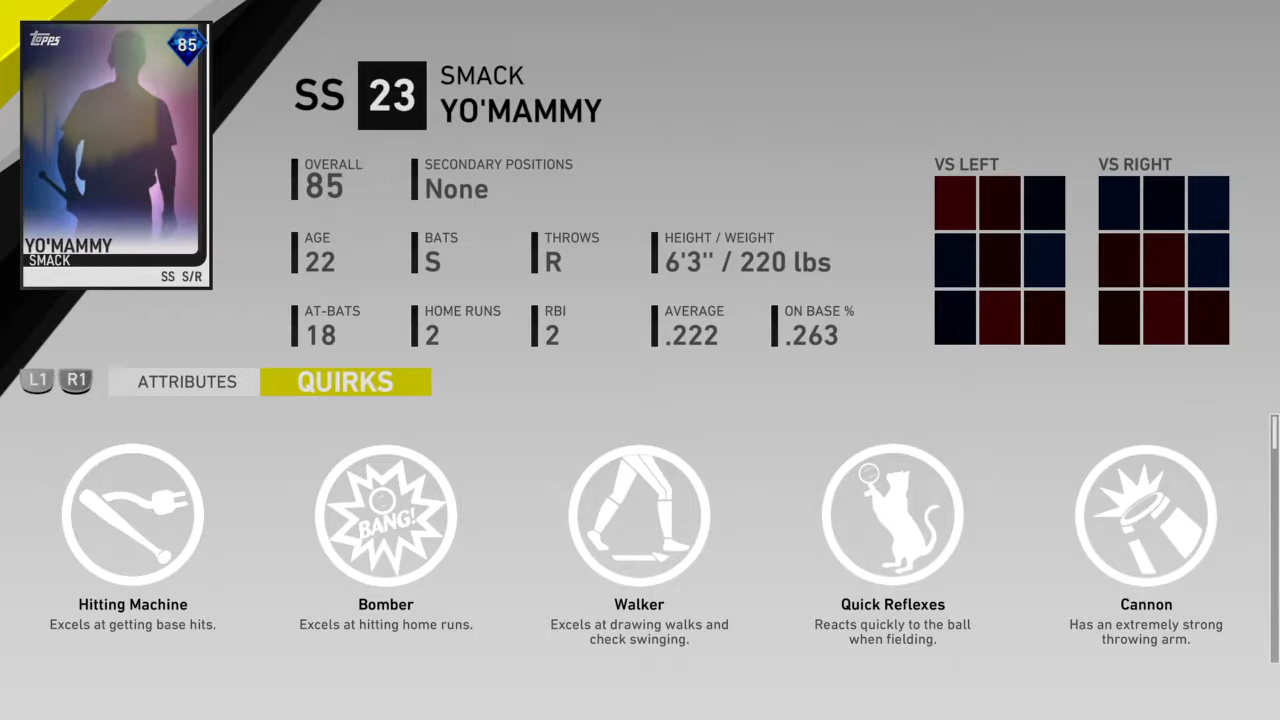 Topps
85
YO'MAMMY
SMACK
SS S/R
SS 23 SMACK
YO'MAMMY
OVERALL
85
SECONDARY POSITIONS
None
AGE
22
BATS
S
THROWS
R
HEIGHT / WEIGHT
6'3" / 220 lbs
AT-BATS
18
HOME RUNS
2
RBI
2
AVERAGE
.222
ON BASE %
.263
VS LEFT
VS RIGHT
L1 R1 ATTRIBUTES QUIRKS
BANG!
Hitting Machine
Excels at getting base hits.
Bomber
Excels at hitting home runs.
Walker
Excels at drawing walks and
check swinging.
Quick Reflexes
Reacts quickly to the ball
when fielding.
Cannon
Has an extremely strong
throwing arm.